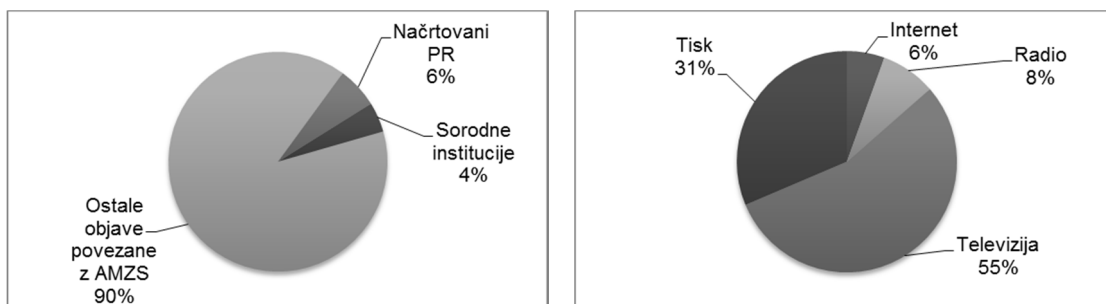 Načrtovani
PR
6%
Sorodne
institucije
4%
Ostale
objave
povezane
z AMZS
90%
Internet
6%
Radio
8%
Tisk
31%
Televizija
55%